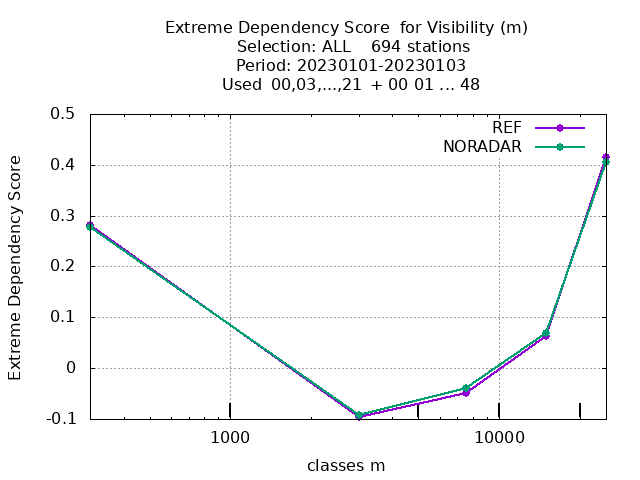 Extreme Dependency Score  for Visibility (m)
Selection: ALL    694 stations
Period: 20230101-20230103
Used  00,03,...,21  + 00 01 ... 48
REF
NORADAR
Extreme Dependency Score
0.5
0.4
0.3
0.2
0.1
0
-0.1
1000
10000
classes m